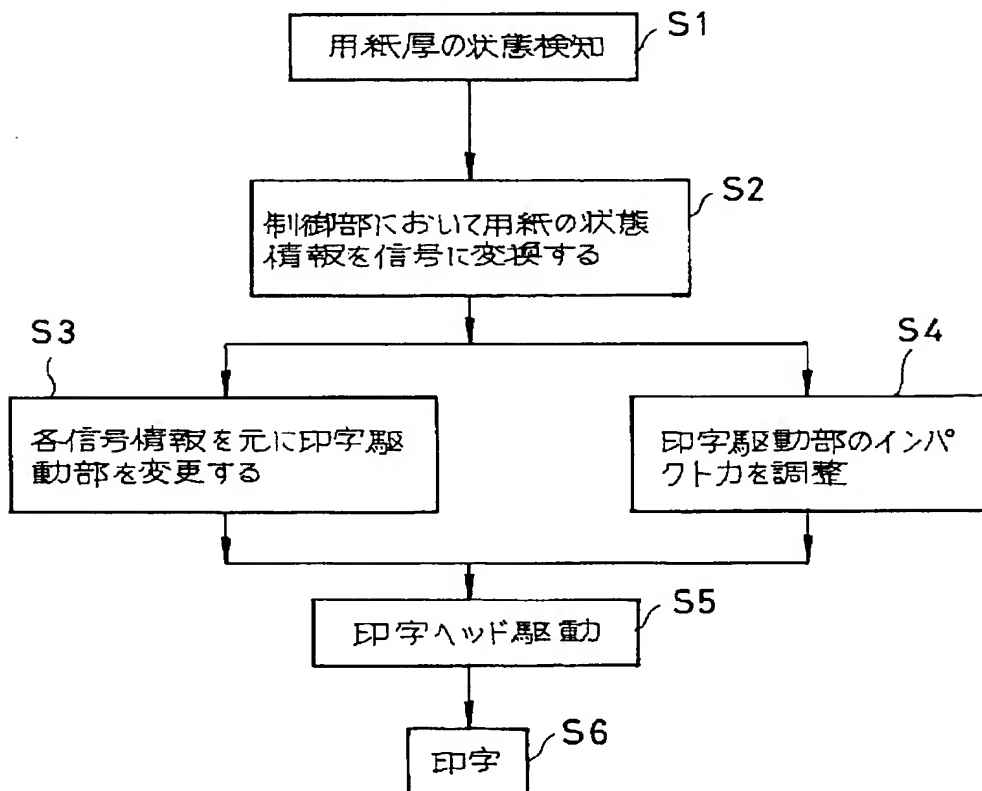 用紙厚の状態検知
S1
制御部において用紙の状態
情報を信号に変換する
S2
S3
各信号情報を元に印字駆
動部を変更する
S4
印字駆動部のインパ
クト力を調整
印字ヘッド駆動
S5
印字
S6